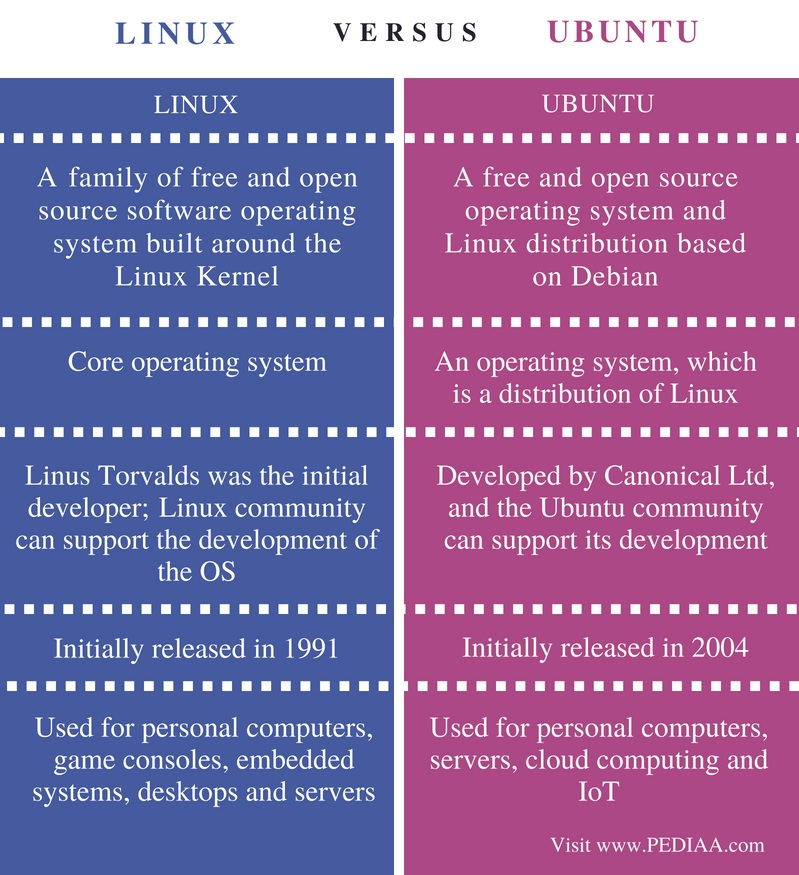 LINUX VERSUS UBUNTU
LINUX
A family of free and open
source software operating
system built around the
Linux Kernel
Core operating system
Linus Torvalds was the initial
developer; Linux community
can support the development of
the OS
Initially released in 1991
Used for personal computers,
game consoles, embedded
systems, desktops and servers
UBUNTU
A free and open source
operating system and
Linux distribution based
on Debian
An operating system, which
is a distribution of Linux
Developed by Canonical Ltd,
and the Ubuntu community
can support its development
Initially released in 2004
Used for personal computers,
servers, cloud computing and
IoT
Visit www.PEDIAA.com